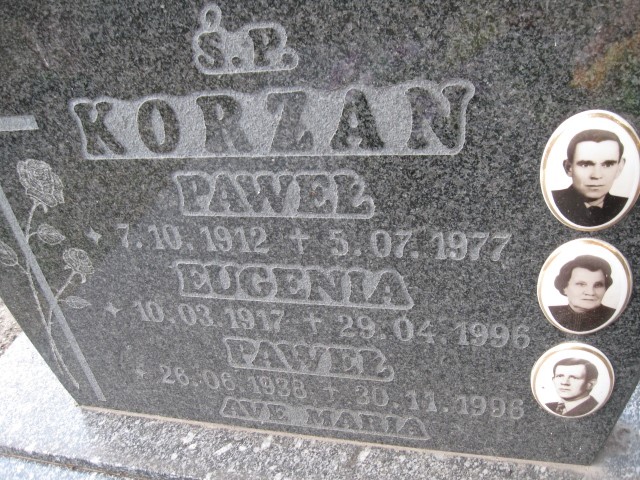 Ś.P.
KORZAN
PAWEŁ
* 7.10.1912 + 5.07.1977
EUGENIA
* 10.03.1917 + 29.04.1996
PAWEŁ
* 26.06.1938 + 30.11.1996
AVE MARIA